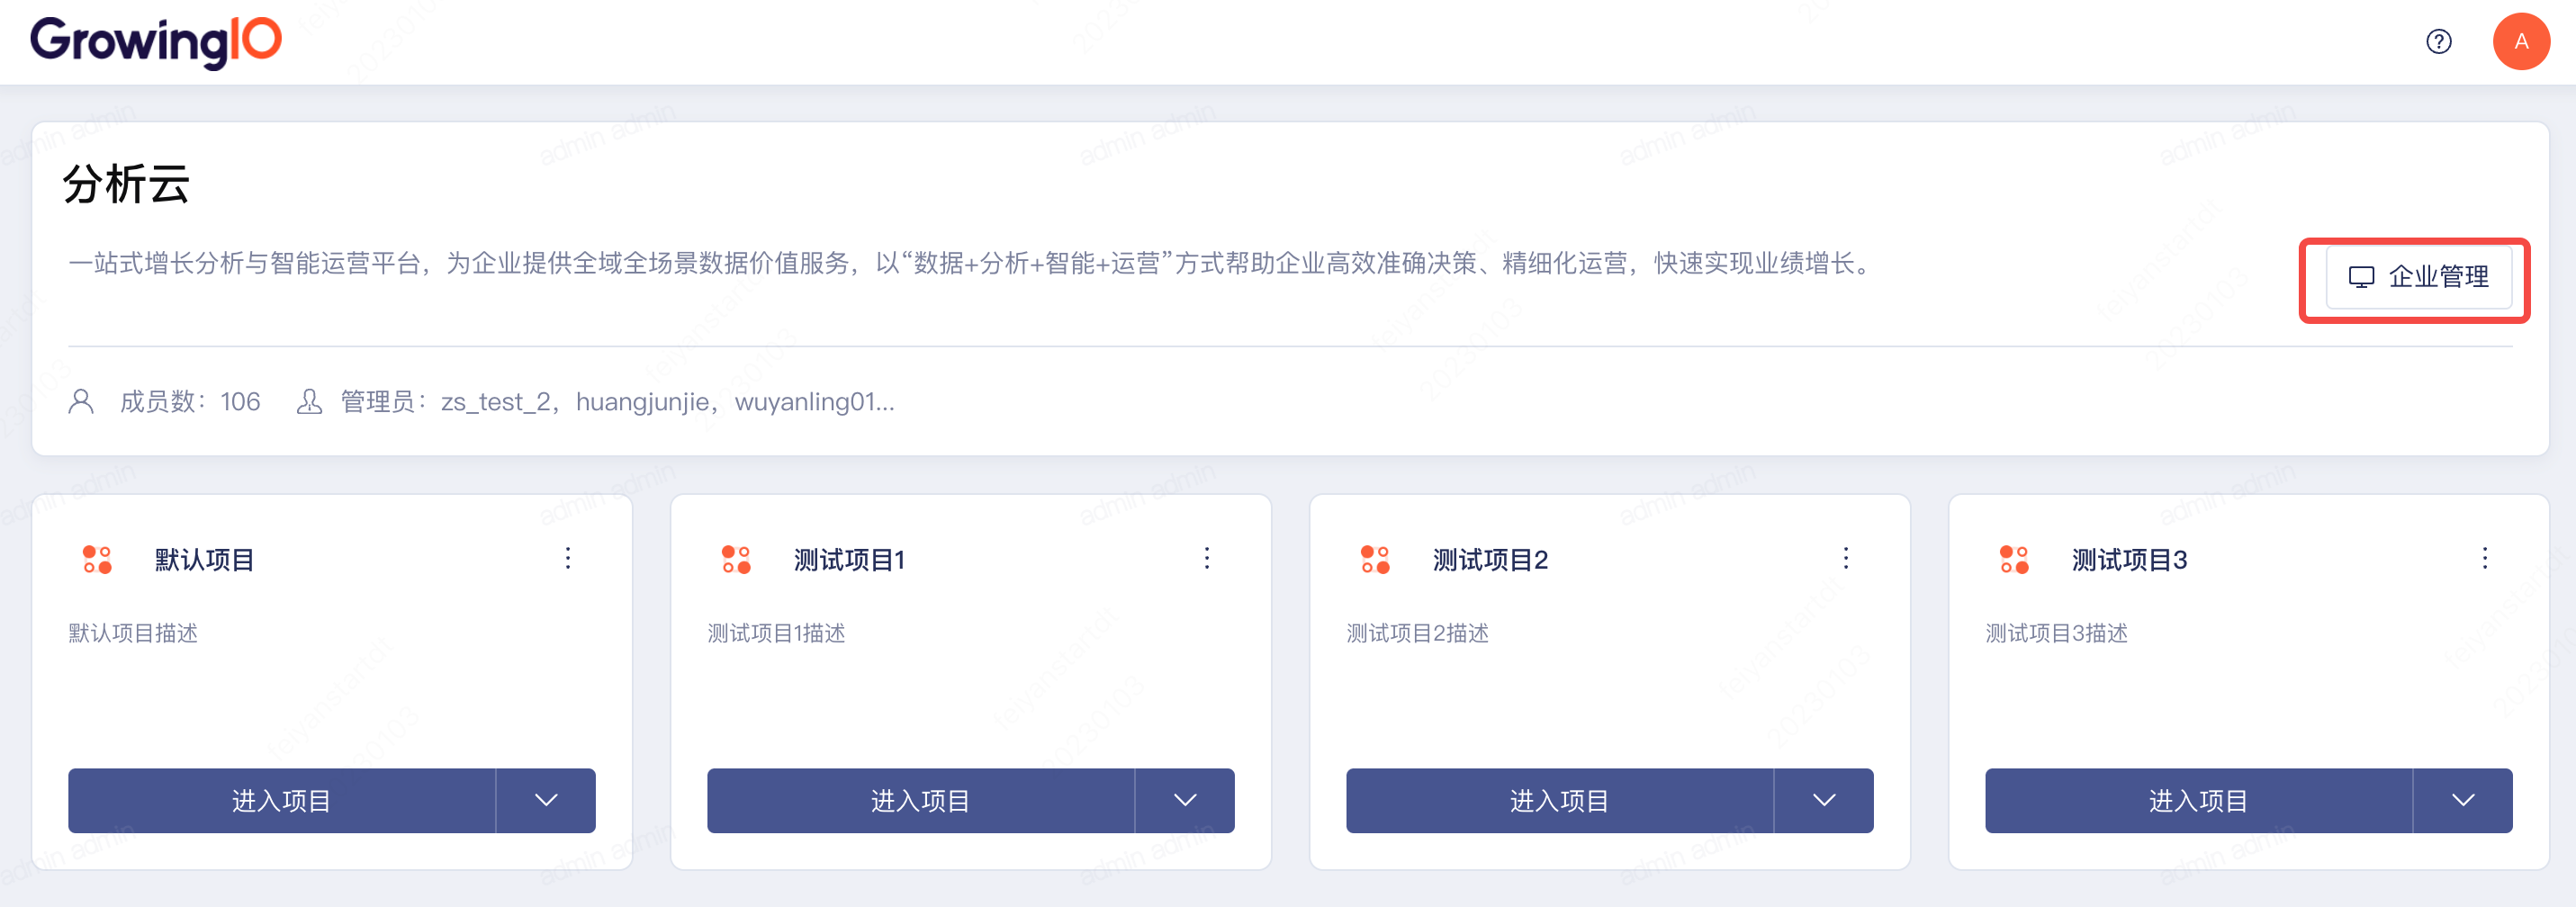 GrowingIO
A
分析云
一站式增长分析与智能运营平台，为企业提供全域全场景数据价值服务，以“数据+分析+智能+运营”方式帮助企业高效准确决策、精细化运营，快速实现业绩增长。
企业管理
成员数：106 管理员：zs_test_2，huangjunjie，wuyanling01...
默认项目
默认项目描述
进入项目
测试项目1
测试项目1描述
进入项目
测试项目2
测试项目2描述
进入项目
测试项目3
测试项目3描述
进入项目
admin admin
feiyanstartdt
20230103